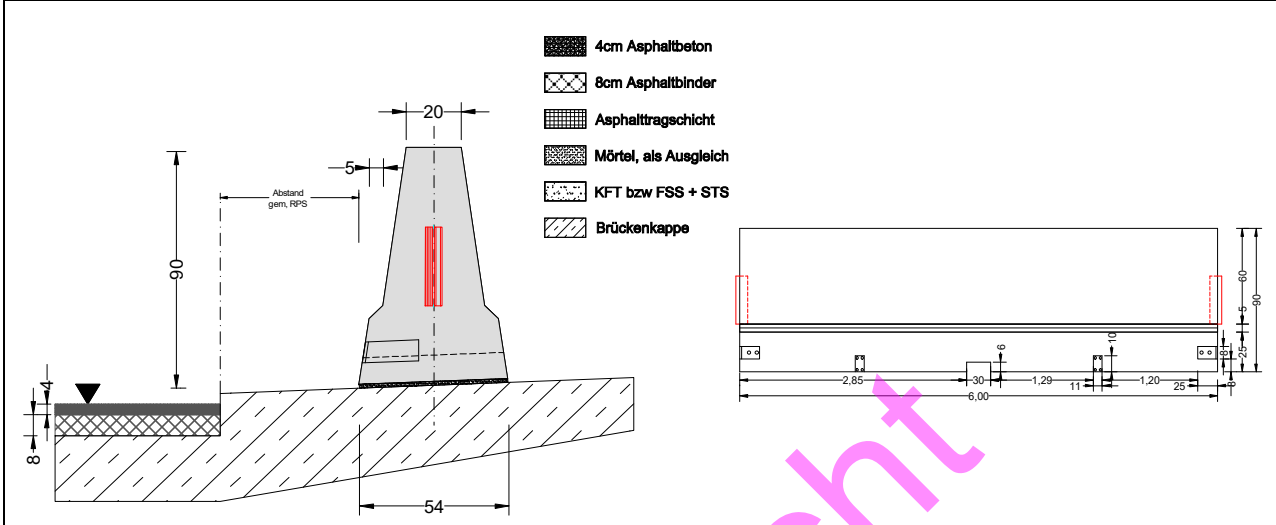 4cm Asphaltbeton
8cm Asphaltbinder
Asphalttragschicht
Mörtel, als Ausgleich
KFT bzw FSS + STS
Brückenkappe
20
5
Abstand
gem, RPS
90
4
8
54
60
5
90
25
10
6
8
8
2,85
30
1,29
11
1,20
25
6,00
cht